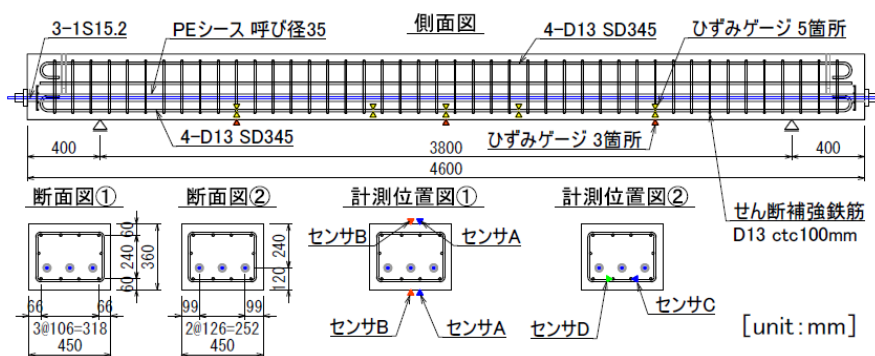 側面図
3-1S15.2
PEシース 呼び径35
4-D13 SD345
ひずみゲージ 5箇所
4-D13 SD345
ひずみゲージ 3箇所
400
3800
400
4600
断面図①
断面図②
計測位置図①
計測位置図②
せん断補強鉄筋
D13 ctc100mm
60
240
60
360
66
66
3@106=318
450
240
120
99
99
2@126=252
450
センサB
センサA
センサB
センサA
センサD
センサC
[unit:mm]